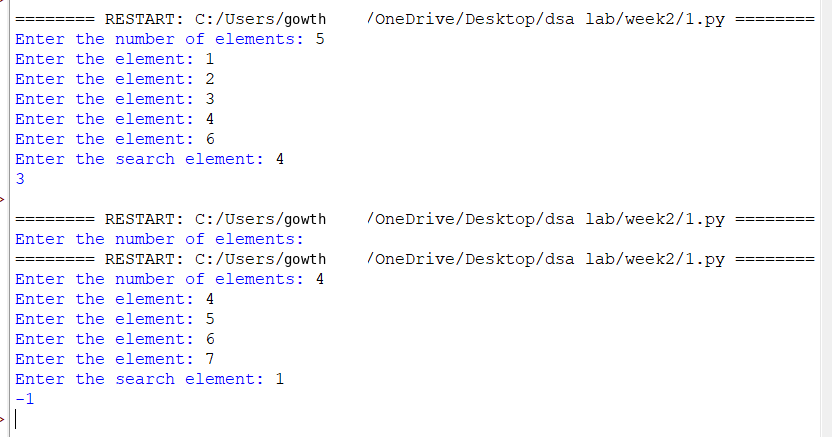 ======== RESTART: C:/Users/gowth /OneDrive/Desktop/dsa lab/week2/1.py ========
Enter the number of elements: 5
Enter the element: 1
Enter the element: 2
Enter the element: 3
Enter the element: 4
Enter the element: 6
Enter the search element: 4
3
======== RESTART: C:/Users/gowth /OneDrive/Desktop/dsa lab/week2/1.py ========
Enter the number of elements:
======== RESTART: C:/Users/gowth /OneDrive/Desktop/dsa lab/week2/1.py ========
Enter the number of elements: 4
Enter the element: 4
Enter the element: 5
Enter the element: 6
Enter the element: 7
Enter the search element: 1
-1